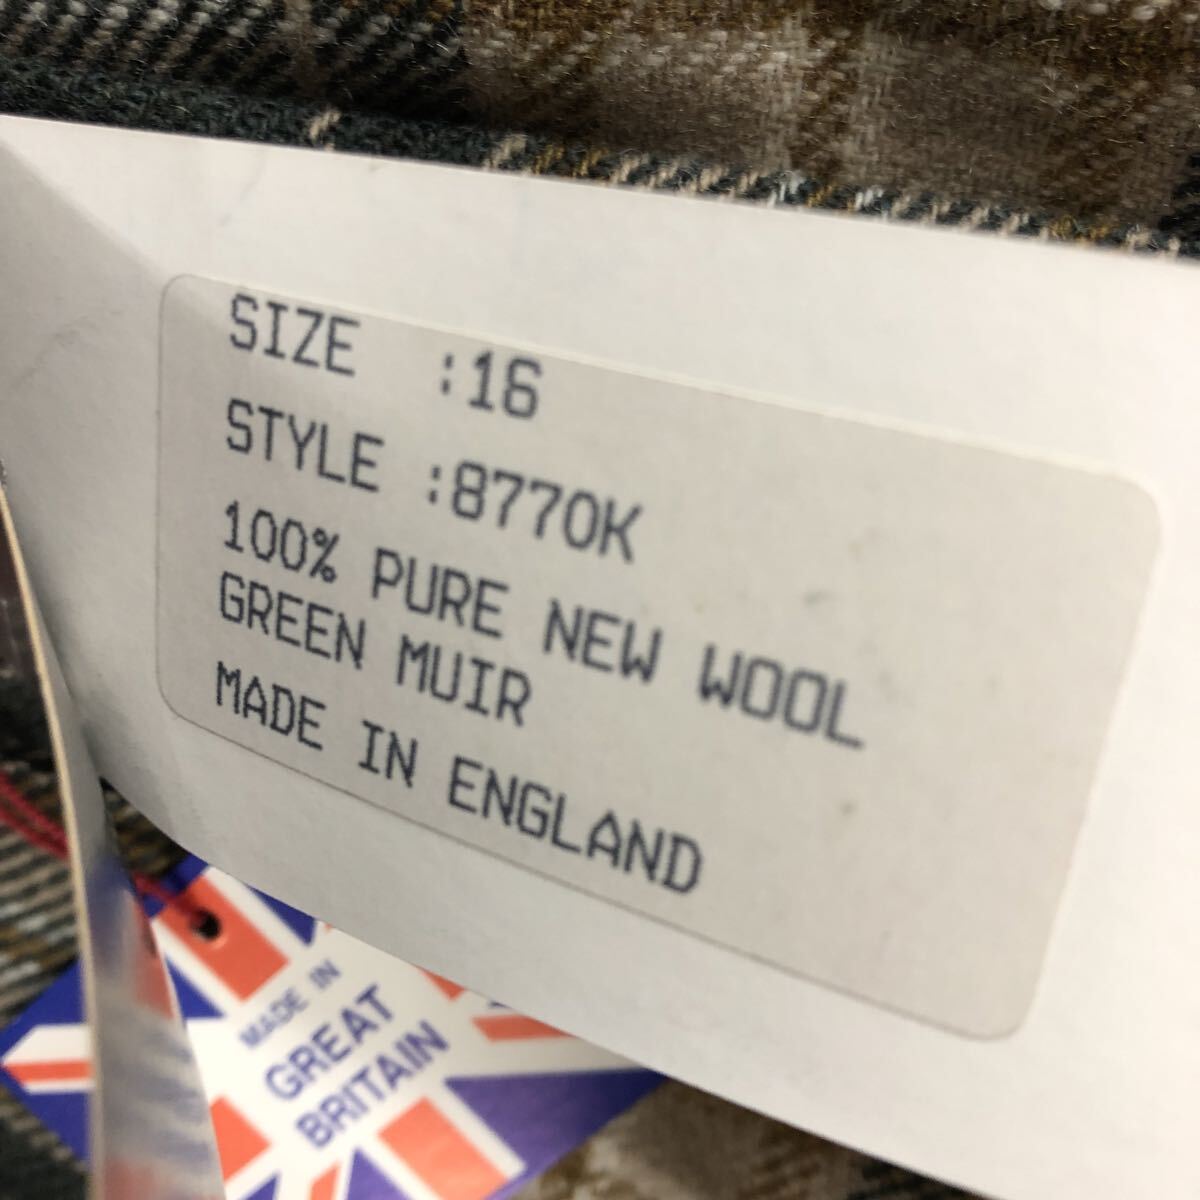 SIZE :16
STYLE :8770K
100% PURE NEW WOOL
GREEN MUIR
MADE IN ENGLAND
MADE IN
GREAT
BRITAIN